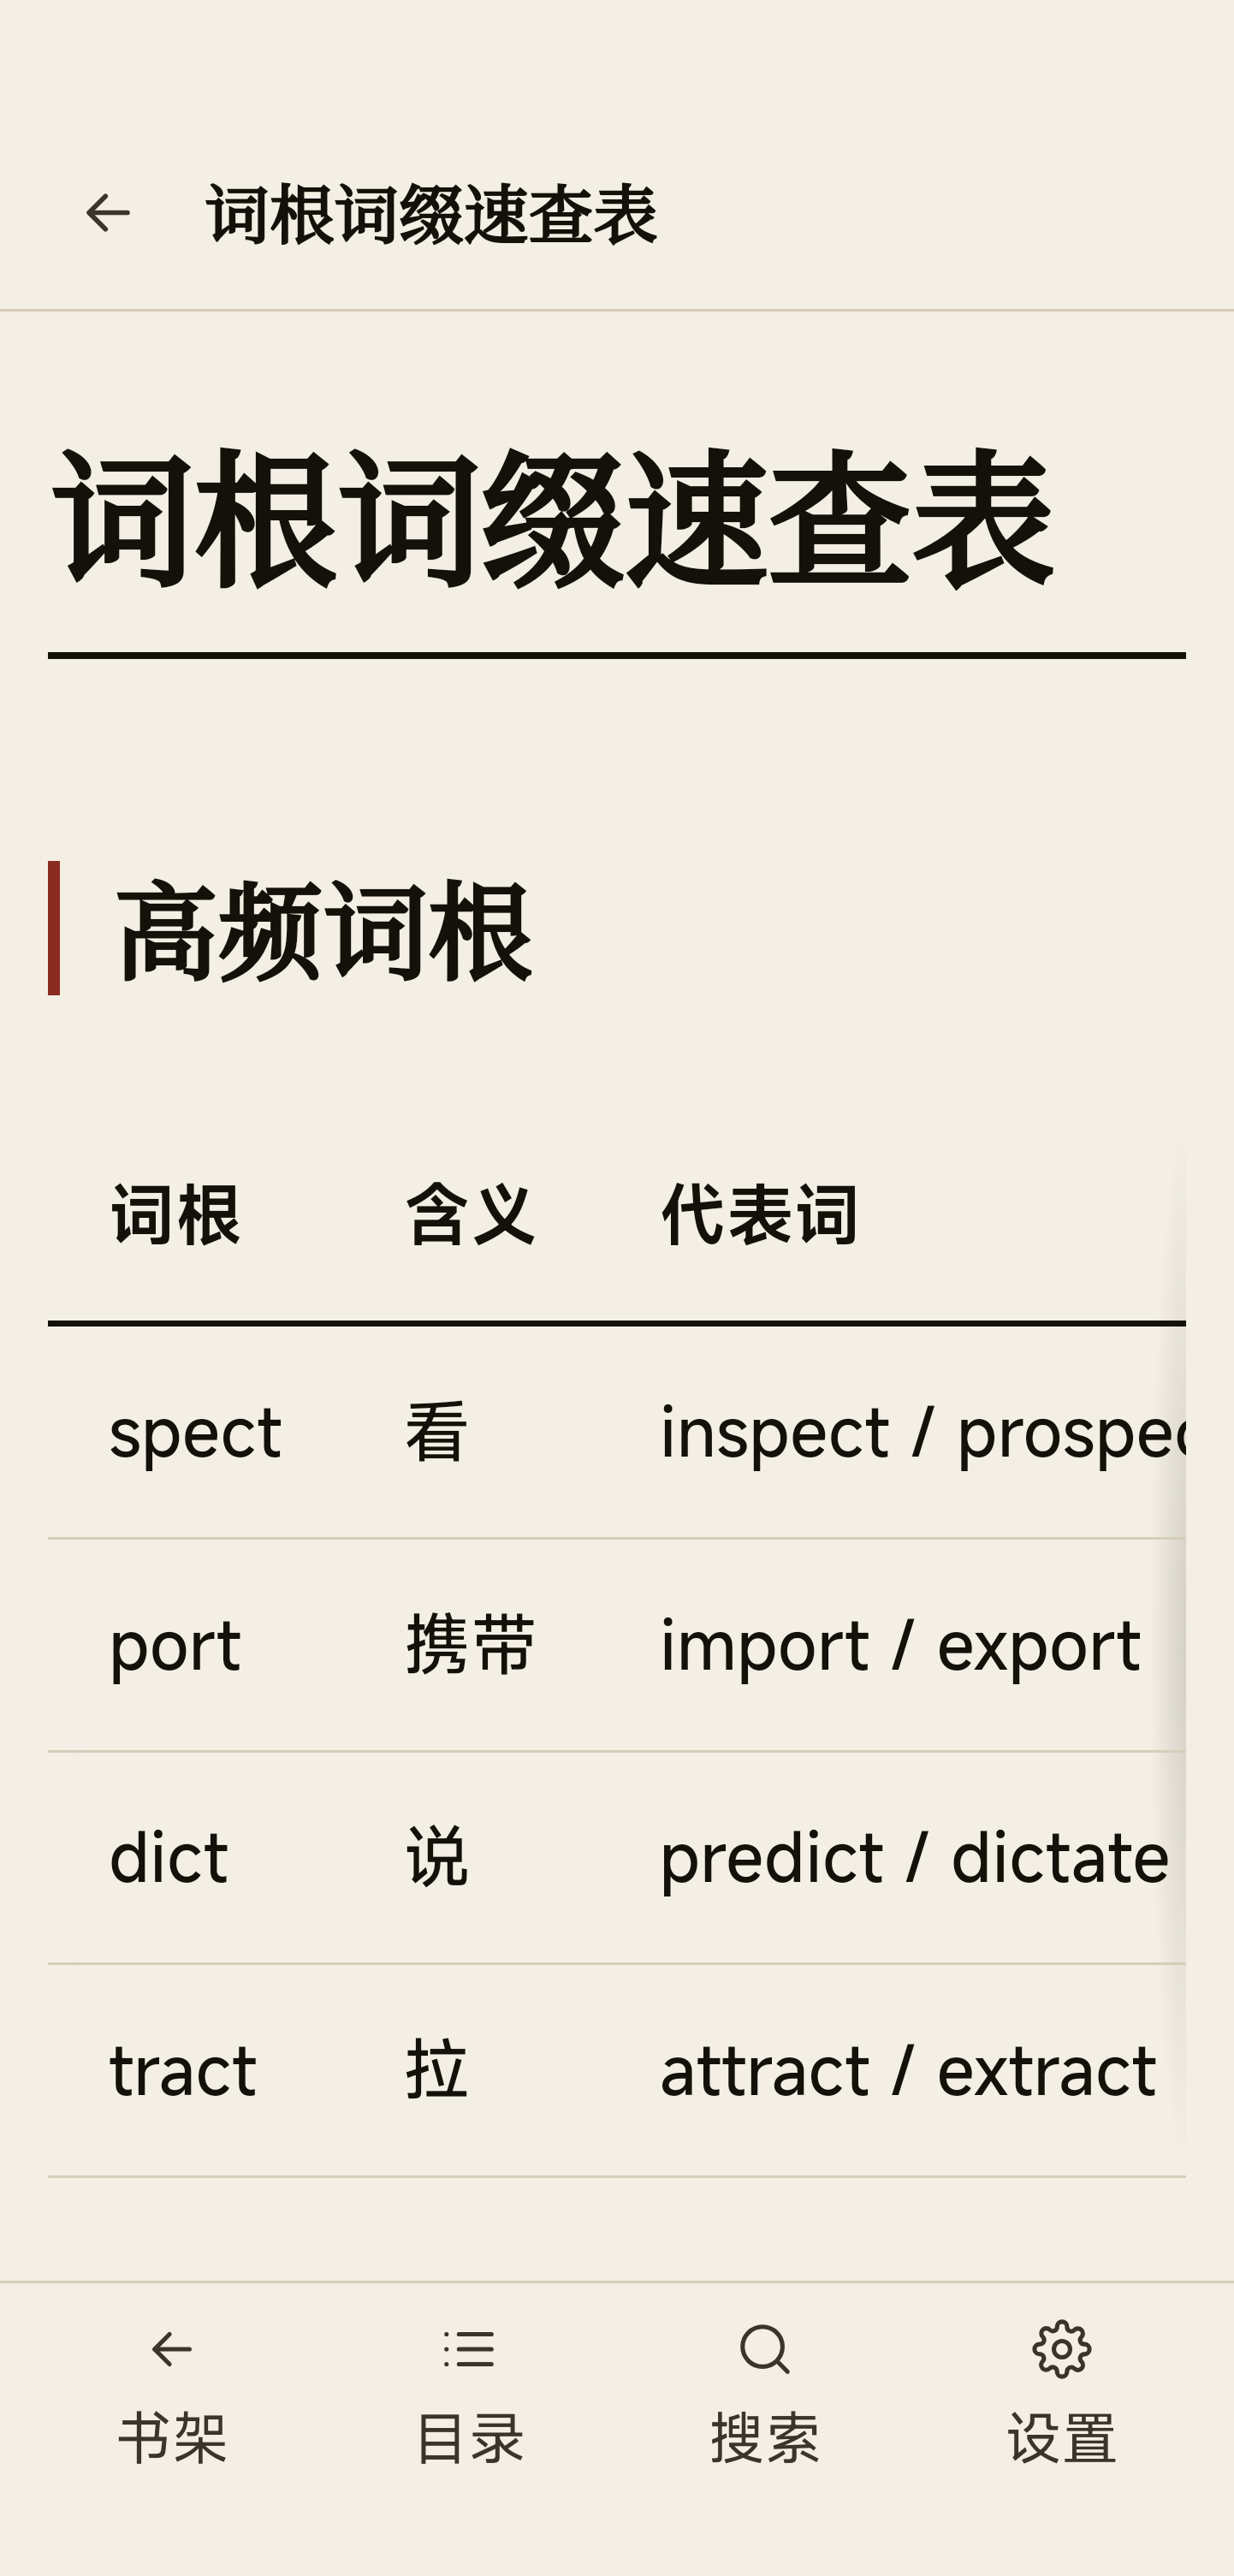 词根词缀速查表
词根词缀速查表
高频词根
词根 含义 代表词
spect 看 inspect / prospec
port 携带 import / export
dict 说 predict / dictate
tract 拉 attract / extract
书架 目录 搜索 设置